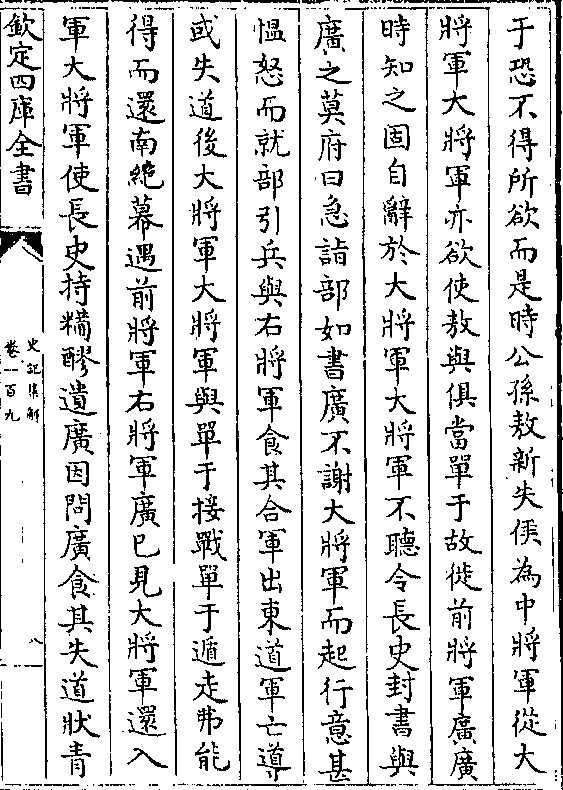 于恐不得所欲而是時公孫敖新失侯為中將軍從大
將軍大將軍亦欲使敖與俱當單于故徙前將軍廣廣
時知之固自辭於大將軍大將軍不聽令長史封書與
廣之莫府曰急詣部如書廣不謝大將軍而起行意甚
愠怒而就部引兵與右將軍食其合軍出東道軍亡導
或失道後大將軍大將軍與單于接戰單于遁走弗能
得而還南絶幕遇前將軍右將軍廣已見大將軍還入
軍大將軍使長史持糒醪遺廣因問廣食其失道狀青
欽定四庫全書
史記集解
卷一百九
八